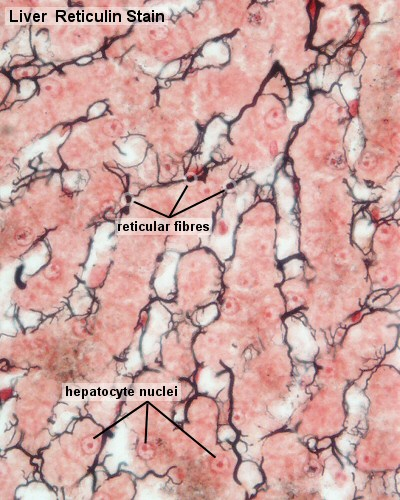 Liver Reticulin Stain
reticular fibres
hepatocyte nuclei